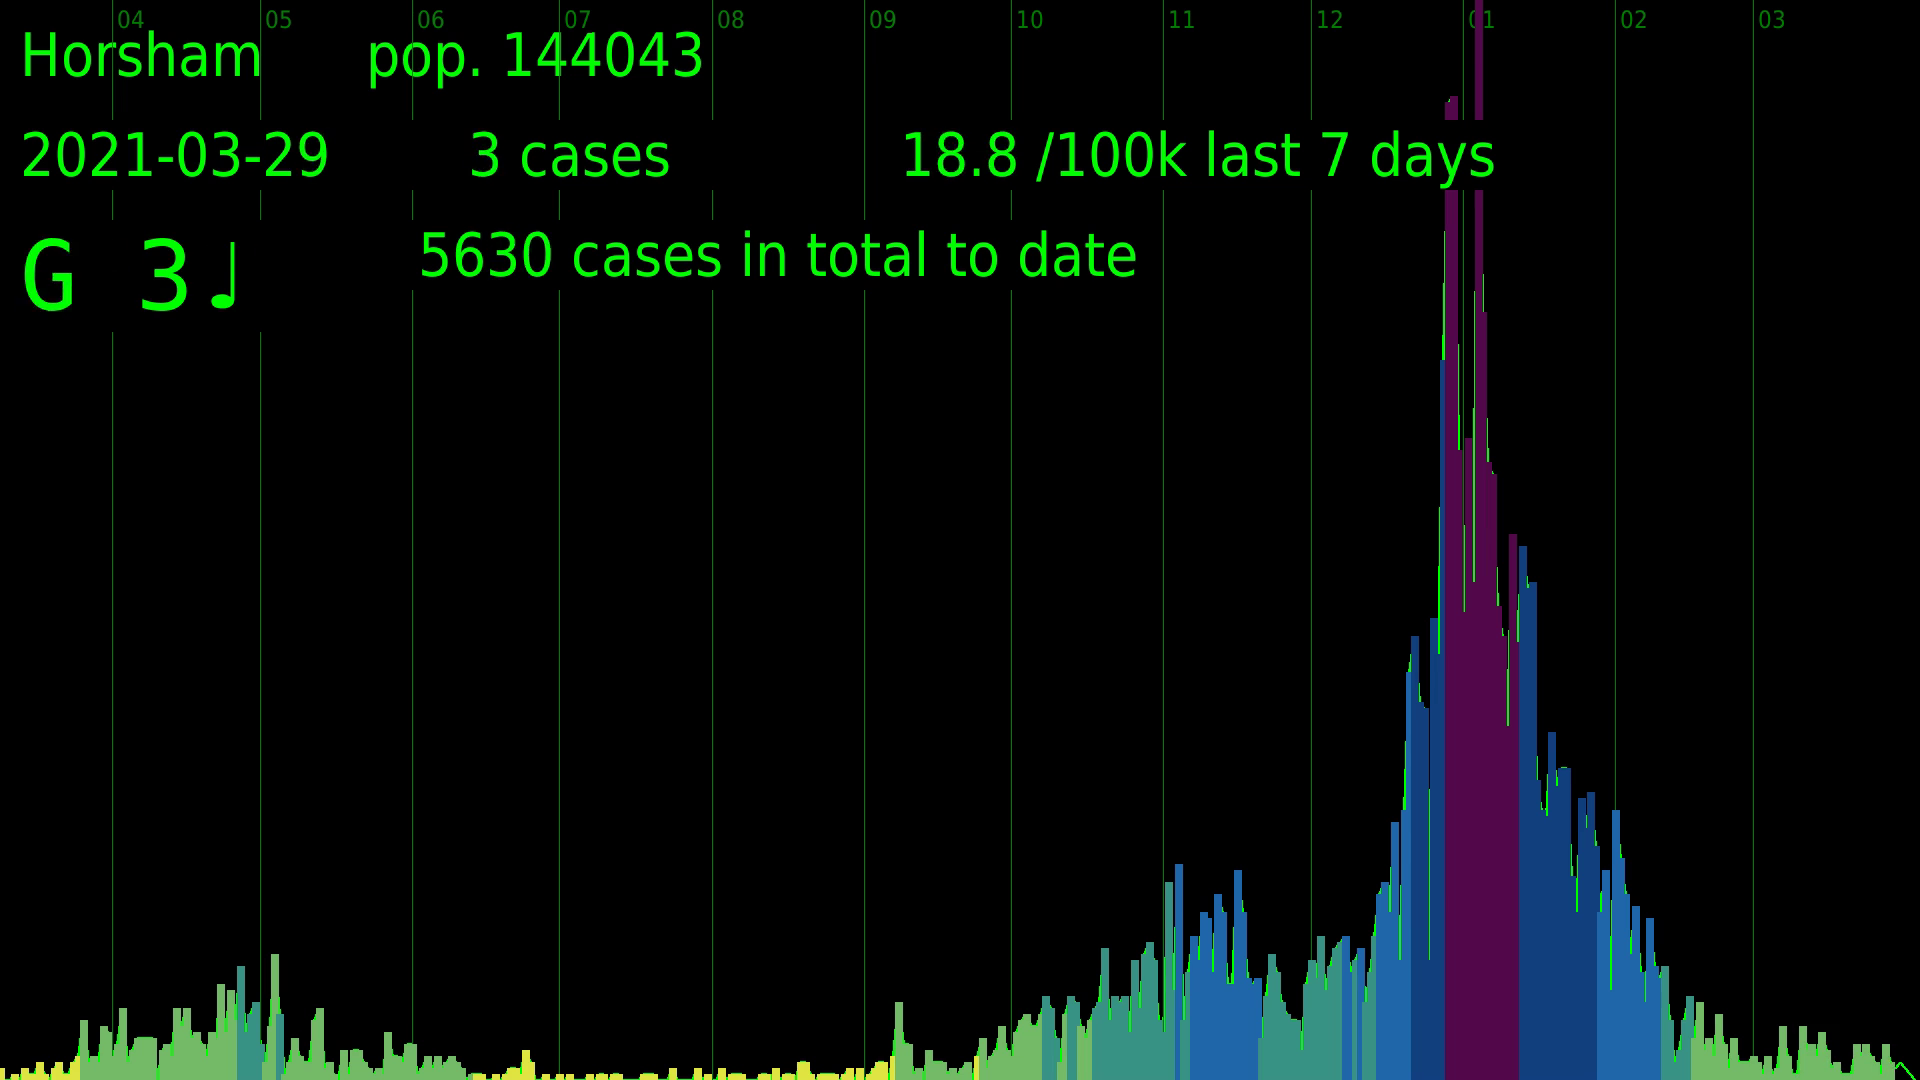 04 05 06 07 08 09 10 11 12 01 02 03
Horsham pop. 144043
2021-03-29 3 cases 18.8 /100k last 7 days
G 3♩ 5630 cases in total to date